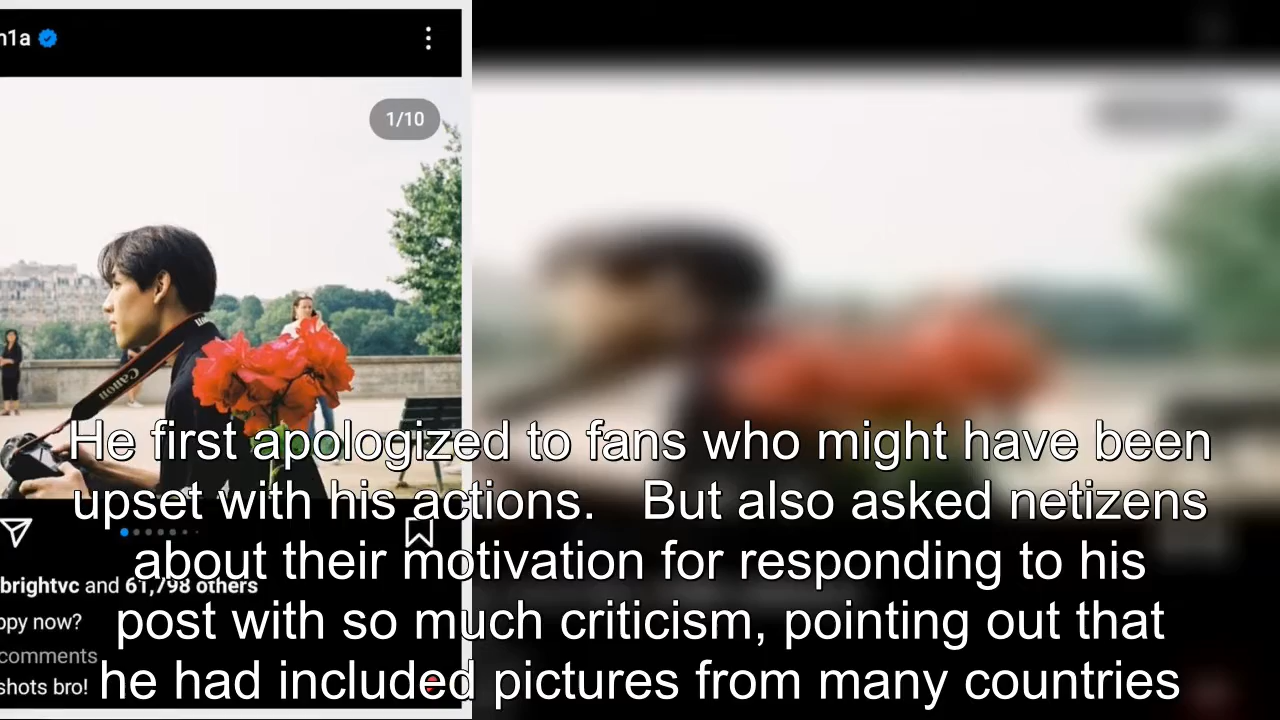 n1a
1/10
Canon
He first apologized to fans who might have been
upset with his actions. But also asked netizens
about their motivation for responding to his
post with so much criticism, pointing out that
he had included pictures from many countries
brightvc and 61,798 others
ppy now?
comments
shots bro!